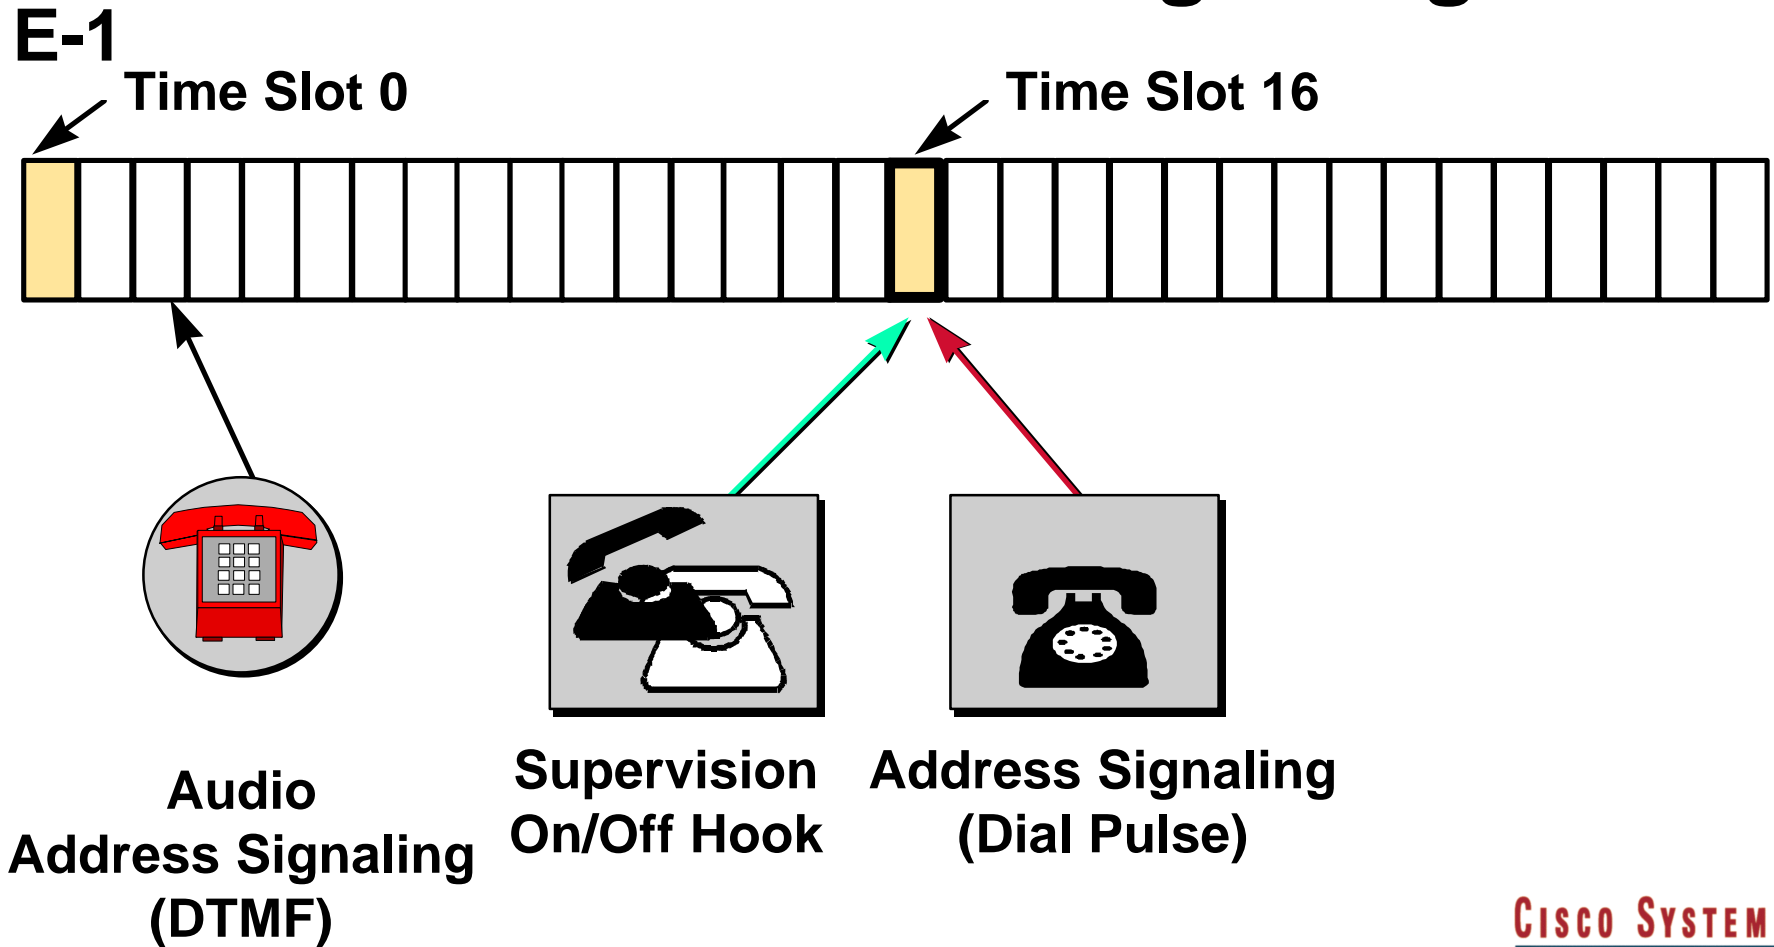 E-1
Time Slot 0
Time Slot 16
Audio
Address Signaling
(DTMF)
Supervision
On/Off Hook
Address Signaling
(Dial Pulse)
CISCO SYSTEM